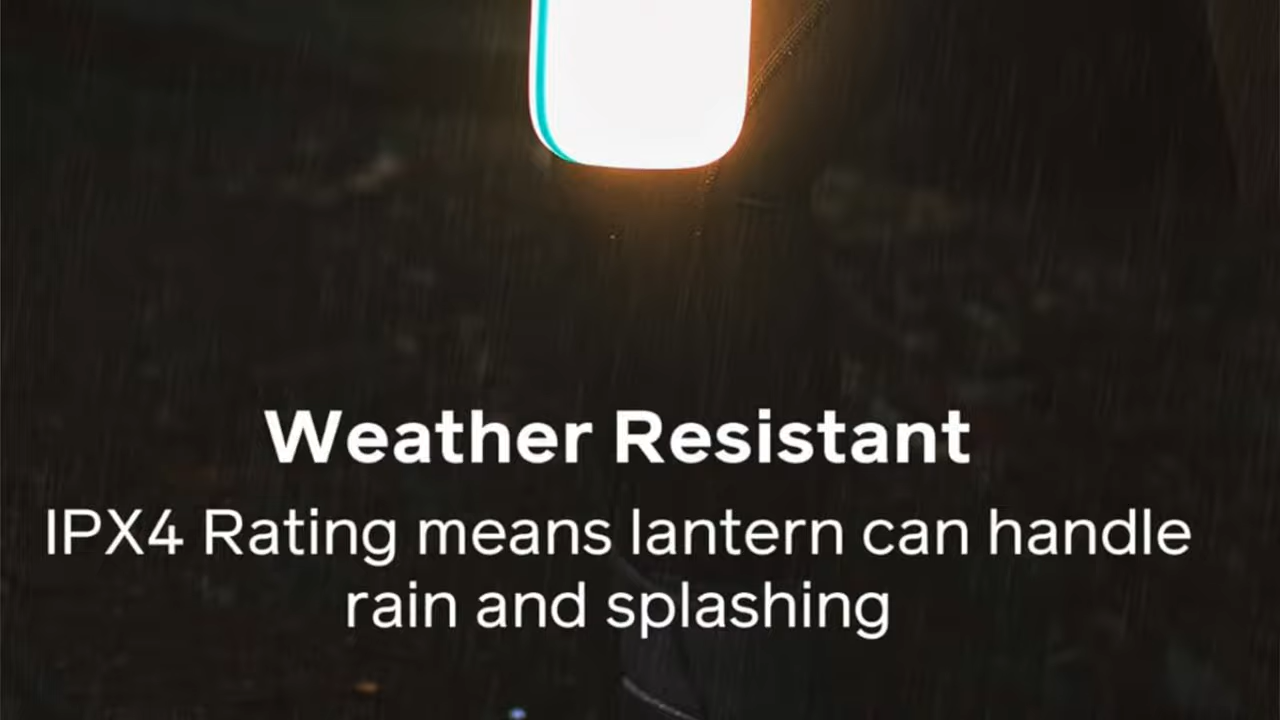 Weather Resistant
IPX4 Rating means lantern can handle
rain and splashing